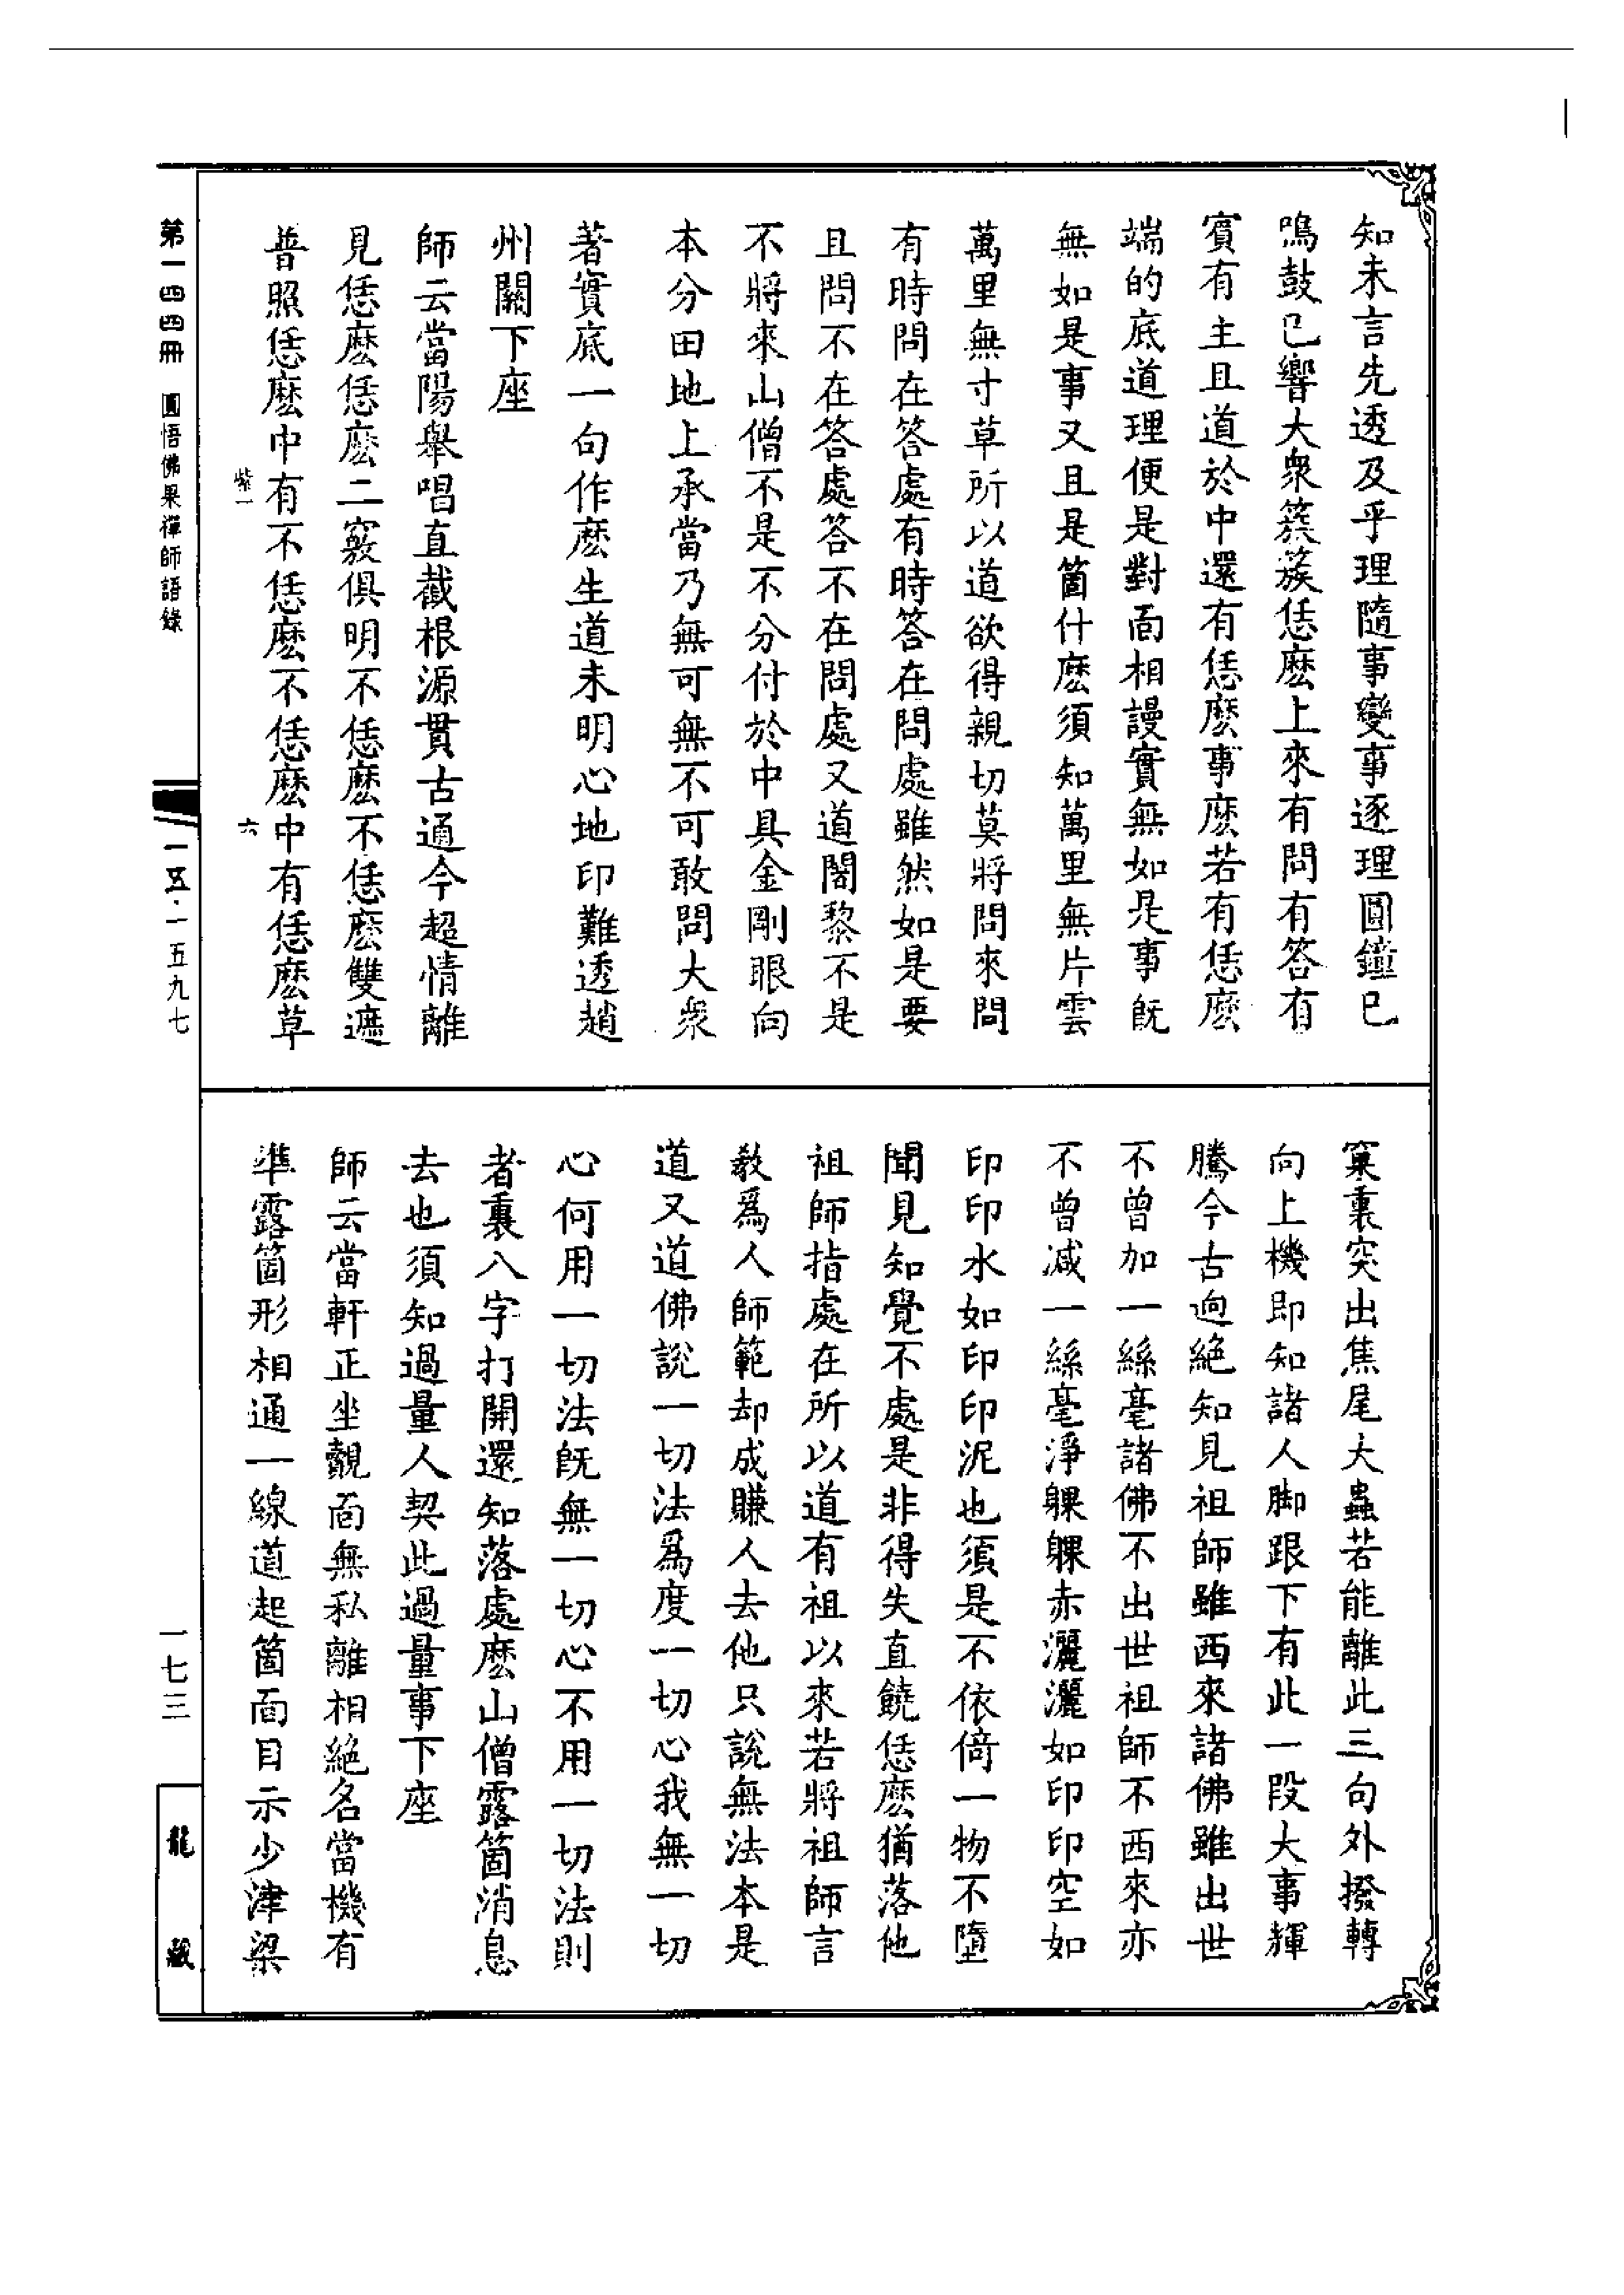 知未言先透及乎理隨事變事逐理圓鐘已
鳴鼓已響大衆簇簇恁麽上來有問有答有
賓有主且道於中還有恁麽事麽若有恁麽
端的底道理便是對面相謾實無如是事既
無如是事又且是箇什麽須知萬里無片雲
萬里無寸草所以道欲得親切莫將問來問
有時問在答處有時答在問處雖然如是要
且問不在答處答不在問處又道闍黎不是
不將來山僧不是不分付於中具金剛眼向
本分田地上承當乃無可無不可敢問大衆
著實底一句作麽生道未明心地印難透趙
州關下座
師云當陽舉唱直截根源貫古通今超情離
見恁麽恁麽二竅俱明不恁麽不恁麽雙遮
普照恁麽中有不恁麽不恁麽中有恁麽草
紫一
六
窠裏突出焦尾大蟲若能離此三句外撥轉
向上機即知諸人脚跟下有此一段大事輝
騰今古逈絶知見祖師雖西來諸佛雖出世
不曾加一絲毫諸佛不出世祖師不西來亦
不曾减一絲毫淨躶躶赤灑灑如印印空如
印印水如印印泥也須是不依倚一物不墮
聞見知覺不處是非得失直饒恁麽猶落他
祖師指處在所以道有祖以來若將祖師言
教爲人師範却成賺人去他只說無法本是
道又道佛說一切法爲度一切心我無一切
心何用一切法既無一切心不用一切法則
者裏八字打開還知落處麽山僧露箇消息
去也須知過量人契此過量事下座
師云當軒正坐覿面無私離相絶名當機有
準露箇形相通一線道起箇面目示少津梁
第一四四冊 圓悟佛果禪師語錄
一五·一五九七
一七三
龍藏